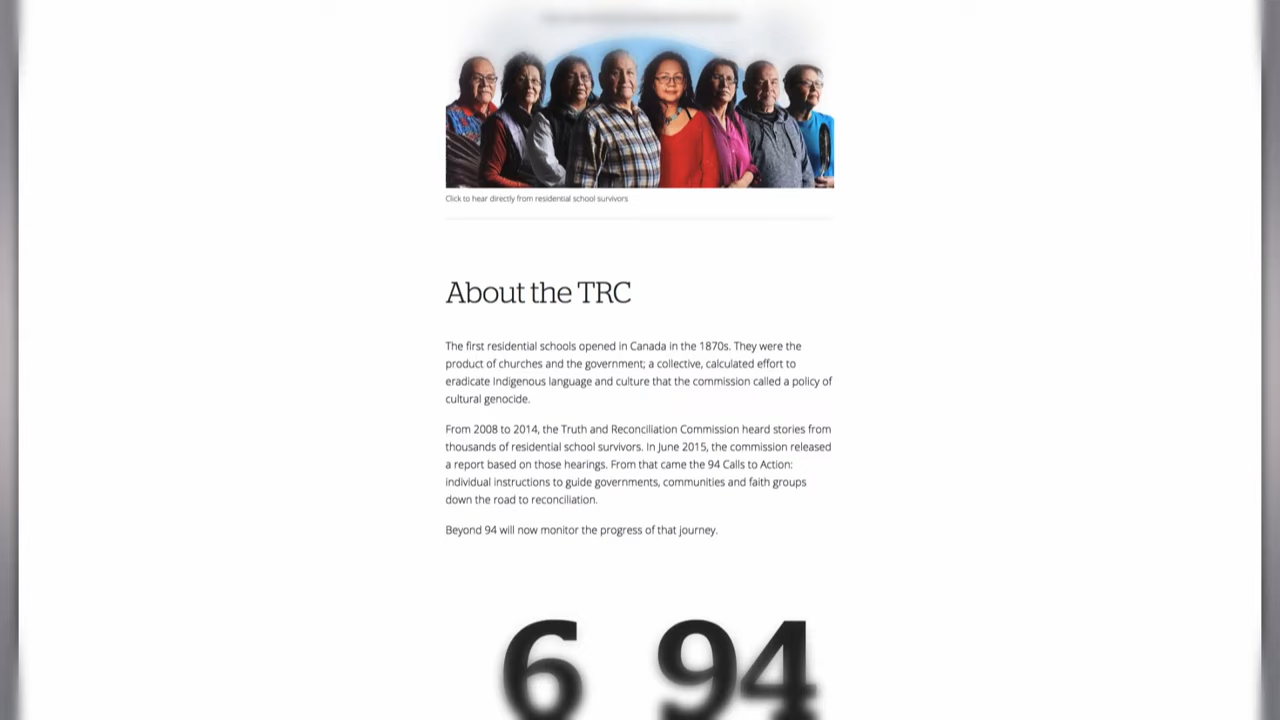 Click to hear directly from residential school survivors
About the TRC
The first residential schools opened in Canada in the 1870s. They were the
product of churches and the government; a collective, calculated effort to
eradicate Indigenous language and culture that the commission called a policy of
cultural genocide.
From 2008 to 2014, the Truth and Reconciliation Commission heard stories from
thousands of residential school survivors. In June 2015, the commission released
a report based on those hearings. From that came the 94 Calls to Action:
individual instructions to guide governments, communities and faith groups
down the road to reconciliation.
Beyond 94 will now monitor the progress of that journey.
6 94